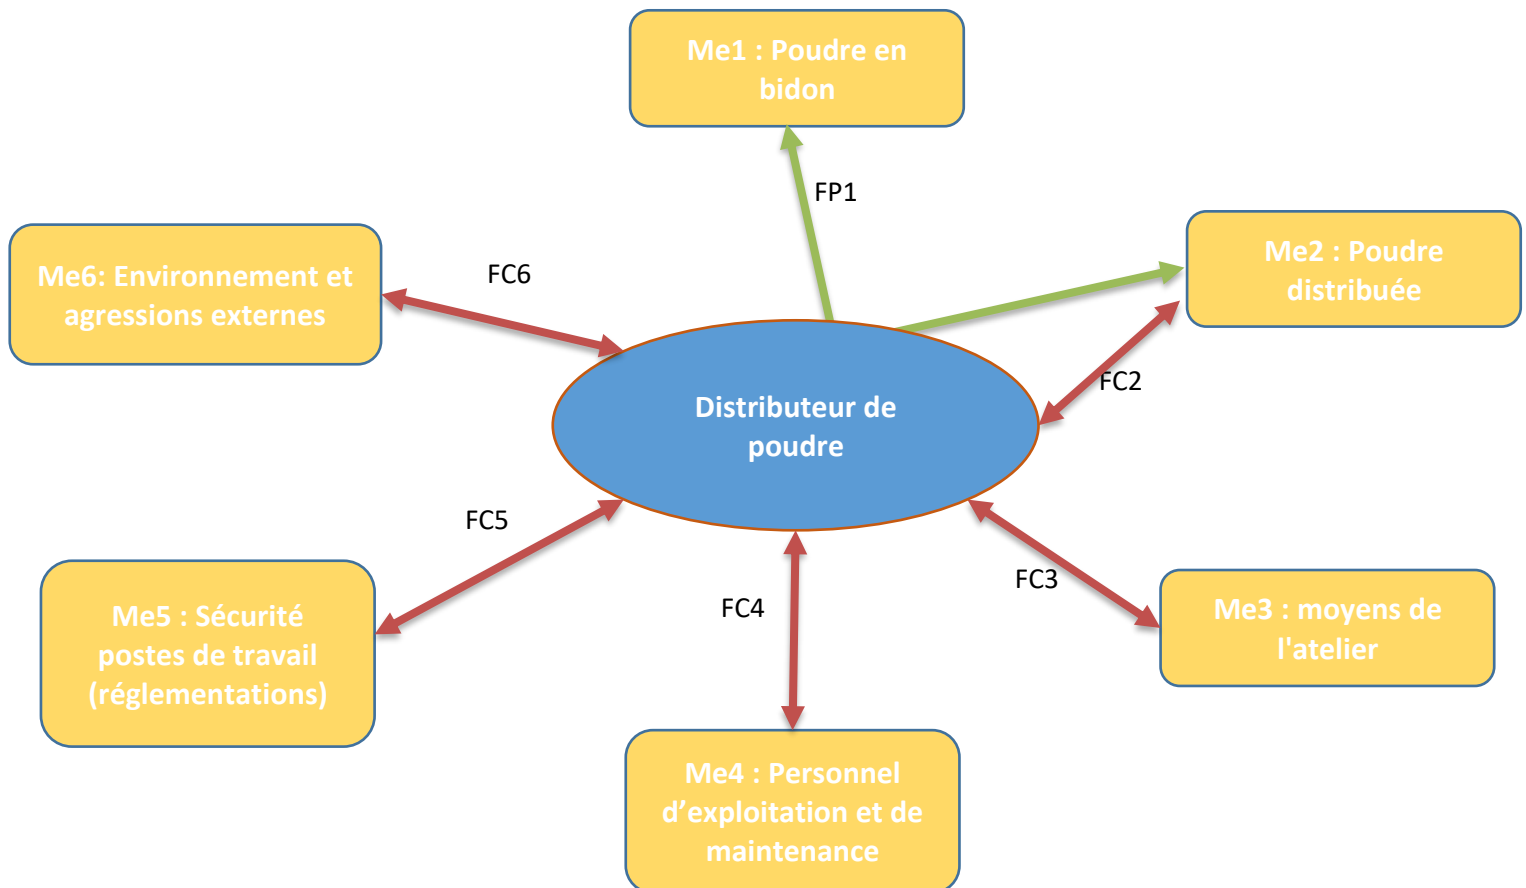 Me1 : Poudre en
bidon
FP1
Me2 : Poudre
distribuée
Me6: Environnement et
agressions externes
FC6
FC2
Distributeur de
poudre
FC5
FC3
FC4
Me3 : moyens de
l'atelier
Me5 : Sécurité
postes de travail
(réglementations)
Me4 : Personnel
d’exploitation et de
maintenance